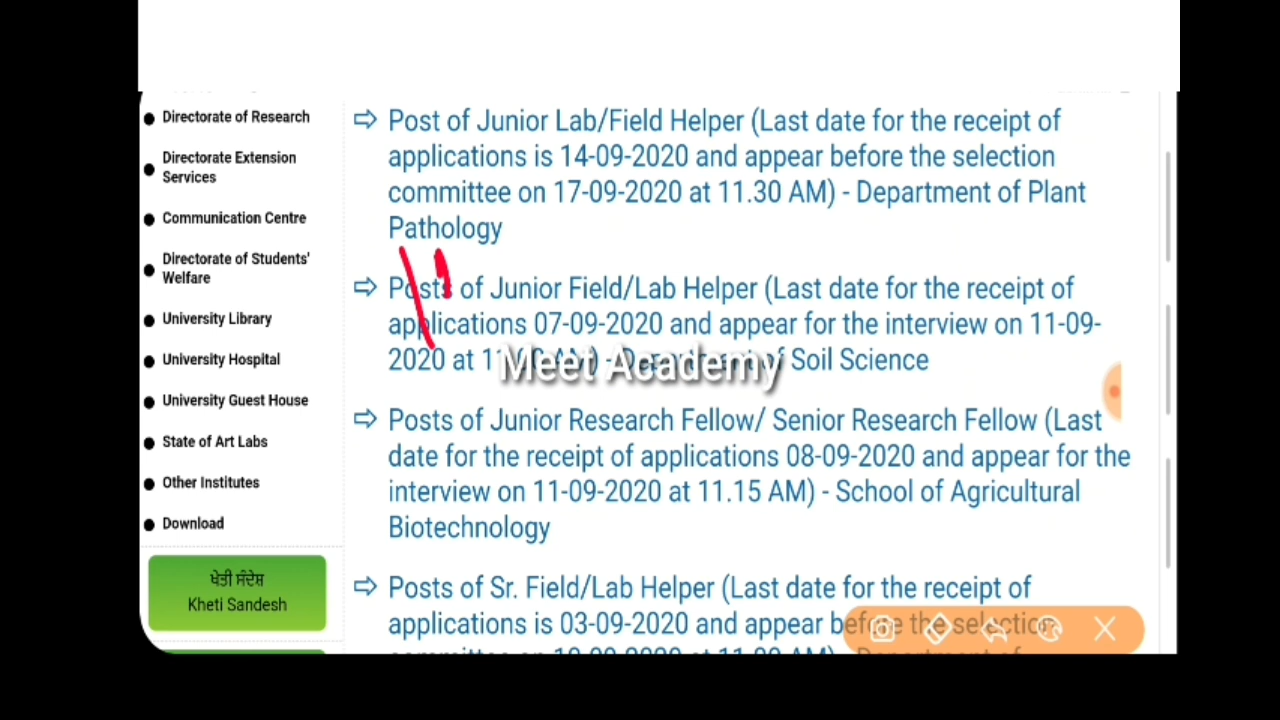 Directorate of Research
Directorate Extension
Services
Communication Centre
Directorate of Students'
Welfare
University Library
University Hospital
University Guest House
State of Art Labs
Other Institutes
Download
ਖੇਤੀ ਸੰਦੇਸ਼
Kheti Sandesh
Post of Junior Lab/Field Helper (Last date for the receipt of
applications is 14-09-2020 and appear before the selection
committee on 17-09-2020 at 11.30 AM) - Department of Plant
Pathology
Posts of Junior Field/Lab Helper (Last date for the receipt of
applications 07-09-2020 and appear for the interview on 11-09-
2020 at AM) - Department of Soil Science
Meet Academy
Posts of Junior Research Fellow/ Senior Research Fellow (Last
date for the receipt of applications 08-09-2020 and appear for the
interview on 11-09-2020 at 11.15 AM) - School of Agricultural
Biotechnology
Posts of Sr. Field/Lab Helper (Last date for the receipt of
applications is 03-09-2020 and appear before the selection